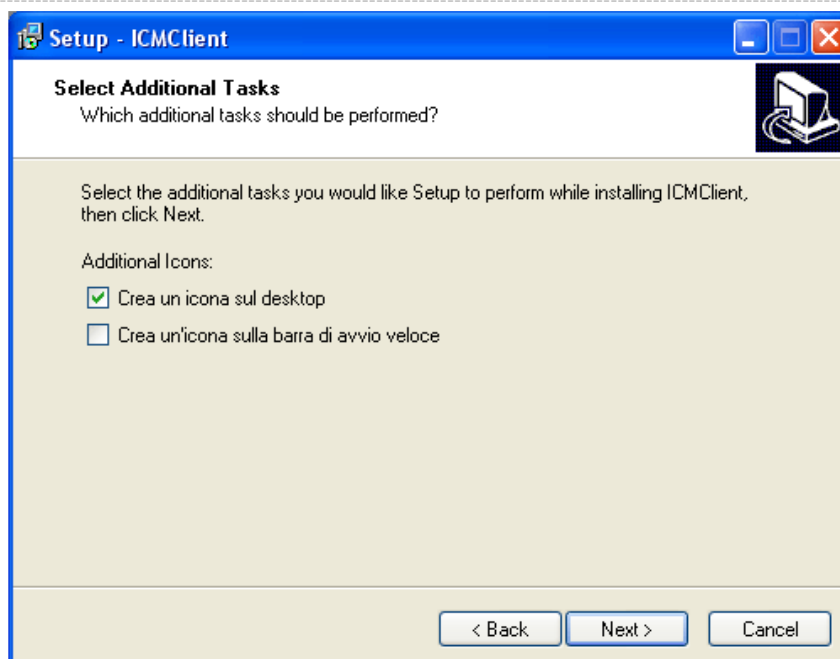 Setup - ICMClient
Select Additional Tasks
Which additional tasks should be performed?
Select the additional tasks you would like Setup to perform while installing ICMClient,
then click Next.
Additional Icons:
Crea un icona sul desktop
Crea un'icona sulla barra di avvio veloce
< Back
Next >
Cancel